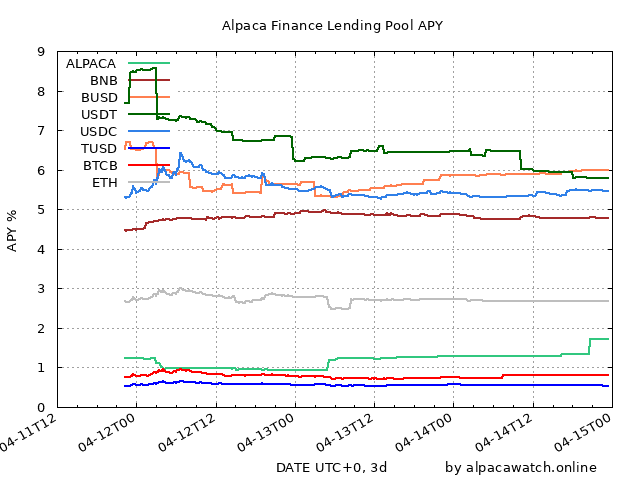 Alpaca Finance Lending Pool APY
9
8
7
6
5
4
3
2
1
0
APY %
ALPACA
BNB
BUSD
USDT
USDC
TUSD
BTCB
ETH
04-11T12
04-12T00
04-12T12
04-13T00
04-13T12
04-14T00
04-14T12
04-15T00
DATE UTC+0, 3d
by alpacawatch.online